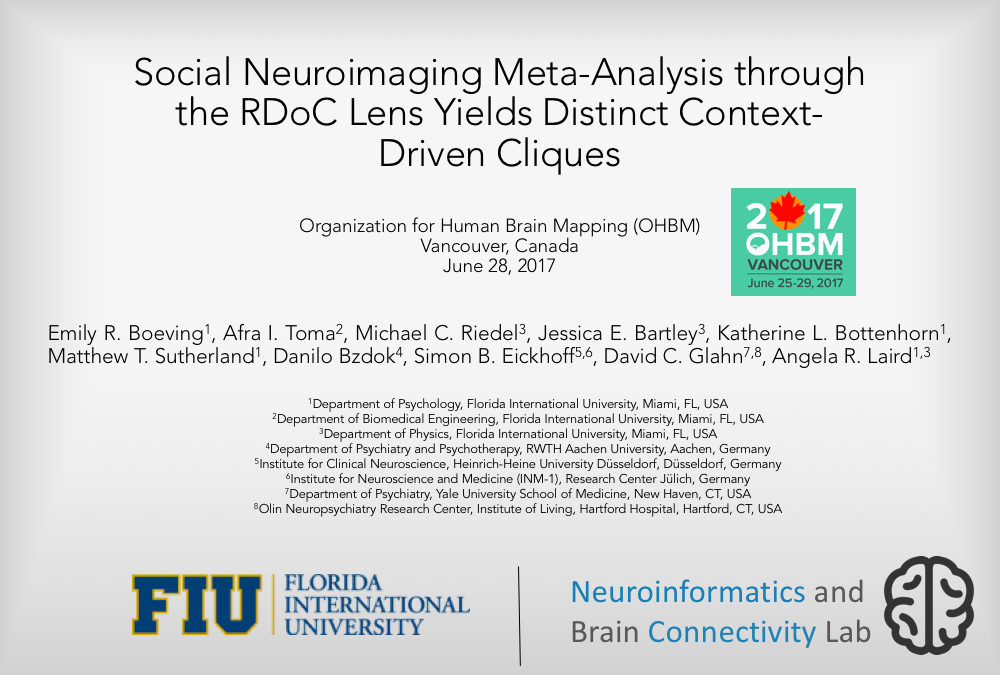 Social Neuroimaging Meta-Analysis through
the RDoC Lens Yields Distinct Context-
Driven Cliques
Organization for Human Brain Mapping (OHBM)
Vancouver, Canada
June 28, 2017
2017
OHBM
VANCOUVER
June 25-29, 2017
Emily R. Boeving¹, Afra I. Toma², Michael C. Riedel³, Jessica E. Bartley³, Katherine L. Bottenhorn¹,
Matthew T. Sutherland¹, Danilo Bzdok⁴, Simon B. Eickhoff⁵,⁶, David C. Glahn⁷,⁸, Angela R. Laird¹,³
¹Department of Psychology, Florida International University, Miami, FL, USA
²Department of Biomedical Engineering, Florida International University, Miami, FL, USA
³Department of Physics, Florida International University, Miami, FL, USA
⁴Department of Psychiatry and Psychotherapy, RWTH Aachen University, Aachen, Germany
⁵Institute for Clinical Neuroscience, Heinrich-Heine University Düsseldorf, Düsseldorf, Germany
⁶Institute for Neuroscience and Medicine (INM-1), Research Center Jülich, Germany
⁷Department of Psychiatry, Yale University School of Medicine, New Haven, CT, USA
⁸Olin Neuropsychiatry Research Center, Institute of Living, Hartford Hospital, Hartford, CT, USA
FIU
FLORIDA
INTERNATIONAL
UNIVERSITY
Neuroinformatics and
Brain Connectivity Lab